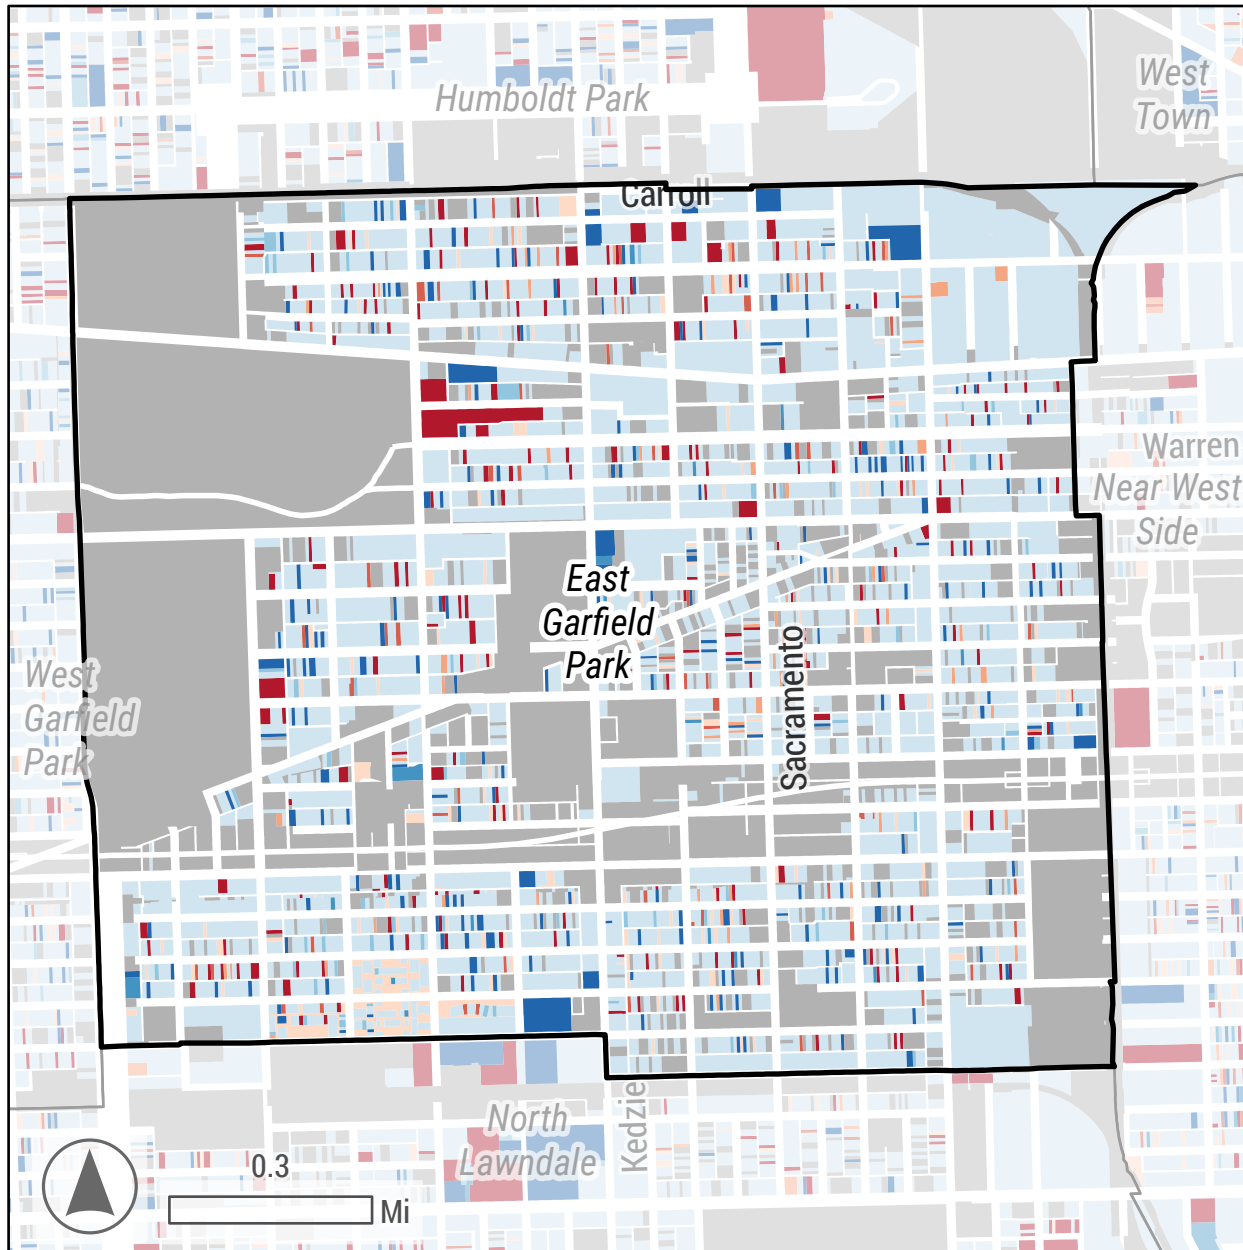 Humboldt Park
West
Town
Carroll
Warren
Near West
Side
East
Garfield
Park
Sacramento
West
Garfield
Park
North
Lawndale
Kedzie
0.3
Mi